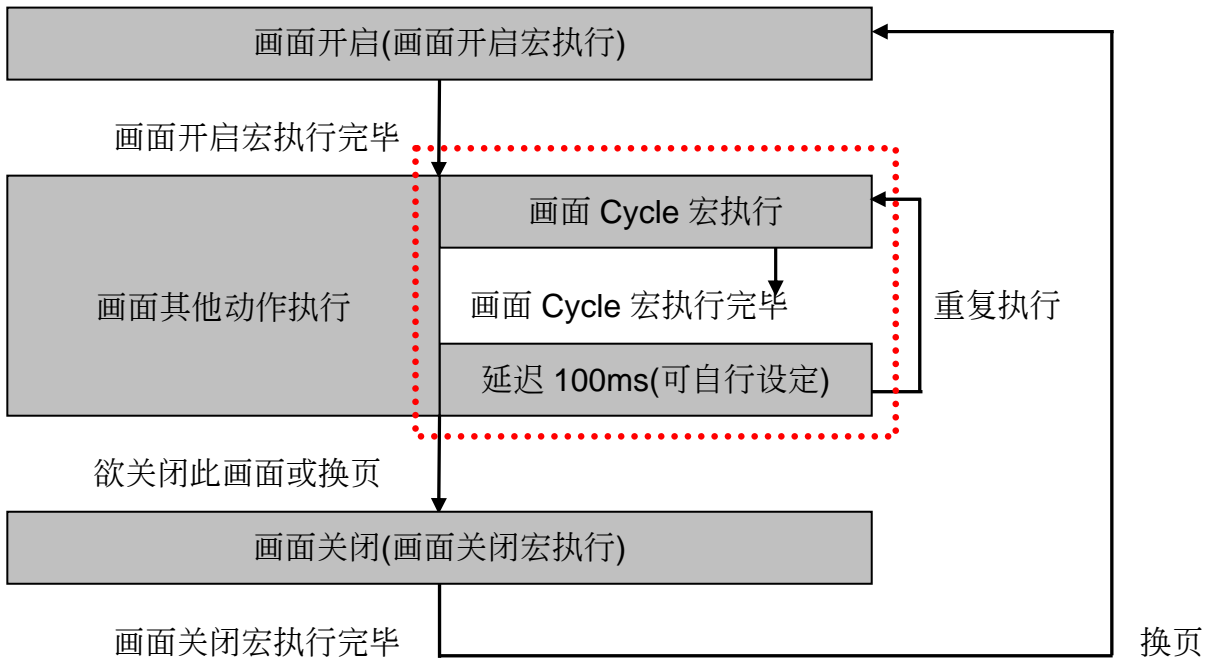 画面开启(画面开启宏执行)
画面开启宏执行完毕
画面 Cycle 宏执行
画面其他动作执行
画面 Cycle 宏执行完毕
重复执行
延迟 100ms(可自行设定)
欲关闭此画面或换页
画面关闭(画面关闭宏执行)
画面关闭宏执行完毕
换页